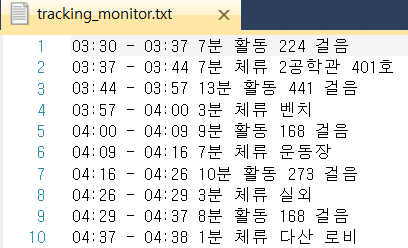 tracking_monitor.txt
1 03:30 - 03:37 7분 활동 224 걸음
2 03:37 - 03:44 7분 체류 2공학관 401호
3 03:44 - 03:57 13분 활동 441 걸음
4 03:57 - 04:00 3분 체류 벤치
5 04:00 - 04:09 9분 활동 168 걸음
6 04:09 - 04:16 7분 체류 운동장
7 04:16 - 04:26 10분 활동 273 걸음
8 04:26 - 04:29 3분 체류 실외
9 04:29 - 04:37 8분 활동 168 걸음
10 04:37 - 04:38 1분 체류 다산 로비